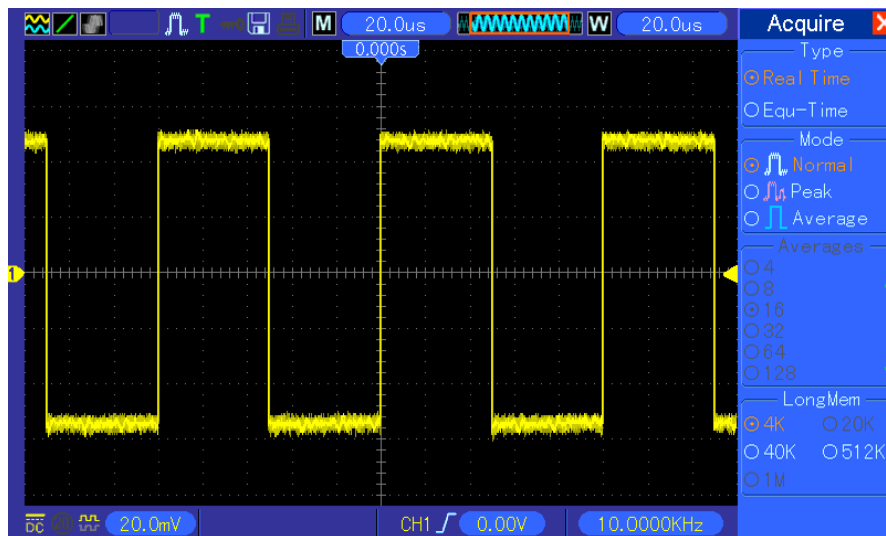 T M 20.0us W 20.0us
0.000s
1
DC 20.0mV CH1 0.00V 10.0000KHz
Acquire X
Type
Real Time
Equ-Time
Mode
Normal
Peak
Average
Averages
4
8
16
32
64
128
LongMem
4K 20K
40K 512K
1M